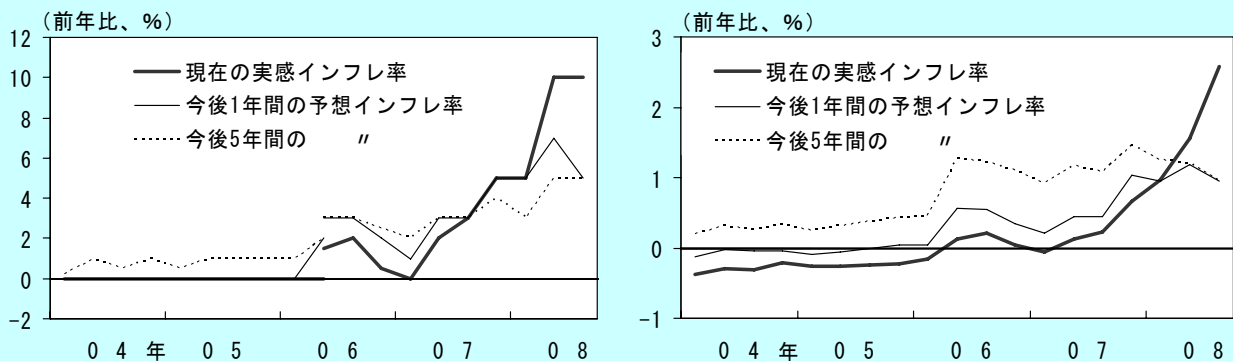 (前年比、%)
12
10
8
6
4
2
0
-2
現在の実感インフレ率
今後1年間の予想インフレ率
今後5年間の 〃
04年 05 06 07 08
(前年比、%)
3
2
1
0
-1
現在の実感インフレ率
今後1年間の予想インフレ率
今後5年間の 〃
04年 05 06 07 08